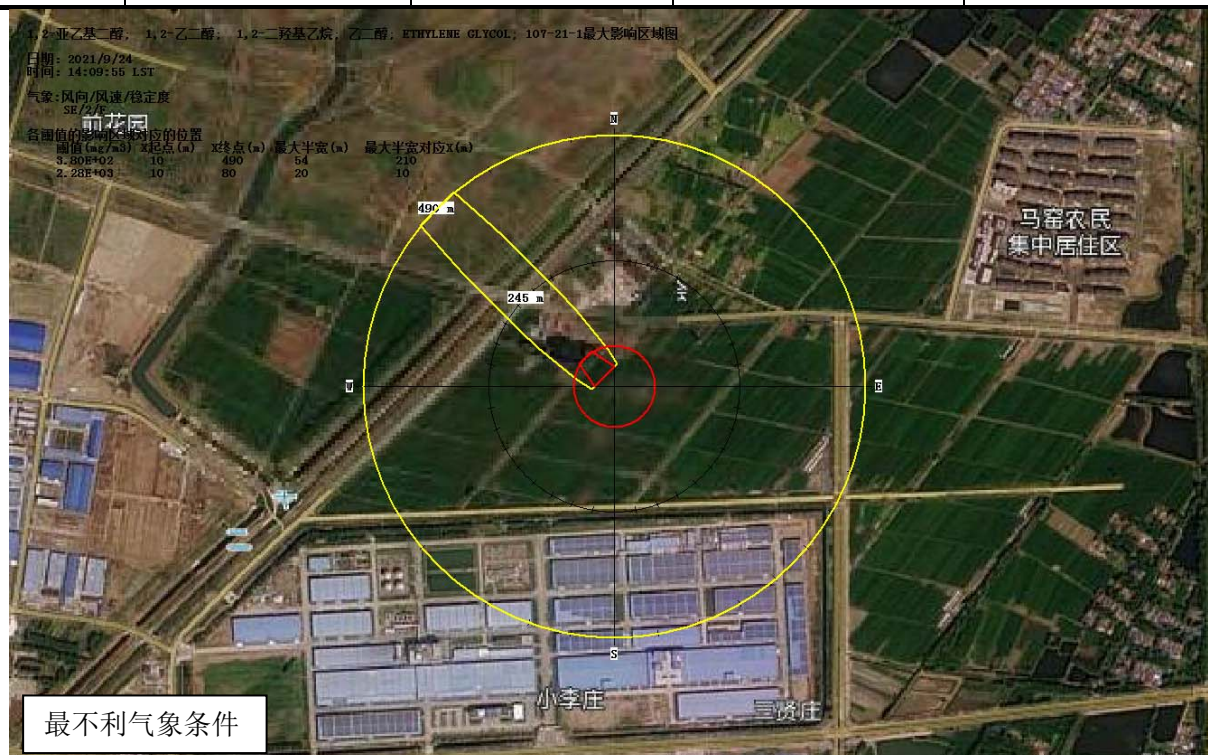 1,2-亚乙基二醇; 1,2-乙二醇; 1,2-二羟基乙烷; 乙二醇; ETHYLENE GLYCOL; 107-21-1最大影响区域图
日期: 2021/9/24
时间: 14:09:55 LST
气象:风向/风速/稳定度
SE/2/F
前花园
各阈值的影响区域对应的位置
阈值(mg/m3) X起点(m) X终点(m) 最大半宽(m) 最大半宽对应X(m)
3.80E+02 10 490 54 210
2.28E+03 10 80 20 10
N
490 m
马窑农民
集中居住区
245 m
W
E
S
小李庄
三贤庄
最不利气象条件